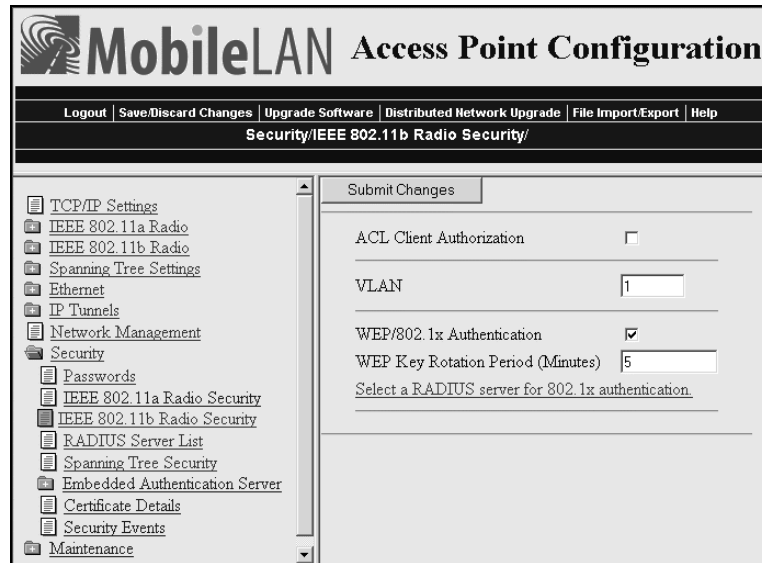 MobileLAN Access Point Configuration
Logout | Save/Discard Changes | Upgrade Software | Distributed Network Upgrade | File Import/Export | Help
Security/IEEE 802.11b Radio Security/
TCP/IP Settings
IEEE 802.11a Radio
IEEE 802.11b Radio
Spanning Tree Settings
Ethernet
IP Tunnels
Network Management
Security
Passwords
IEEE 802.11a Radio Security
IEEE 802.11b Radio Security
RADIUS Server List
Spanning Tree Security
Embedded Authentication Server
Certificate Details
Security Events
Maintenance
Submit Changes
ACL Client Authorization
VLAN 1
WEP/802.1x Authentication
WEP Key Rotation Period (Minutes) 5
Select a RADIUS server for 802.1x authentication.